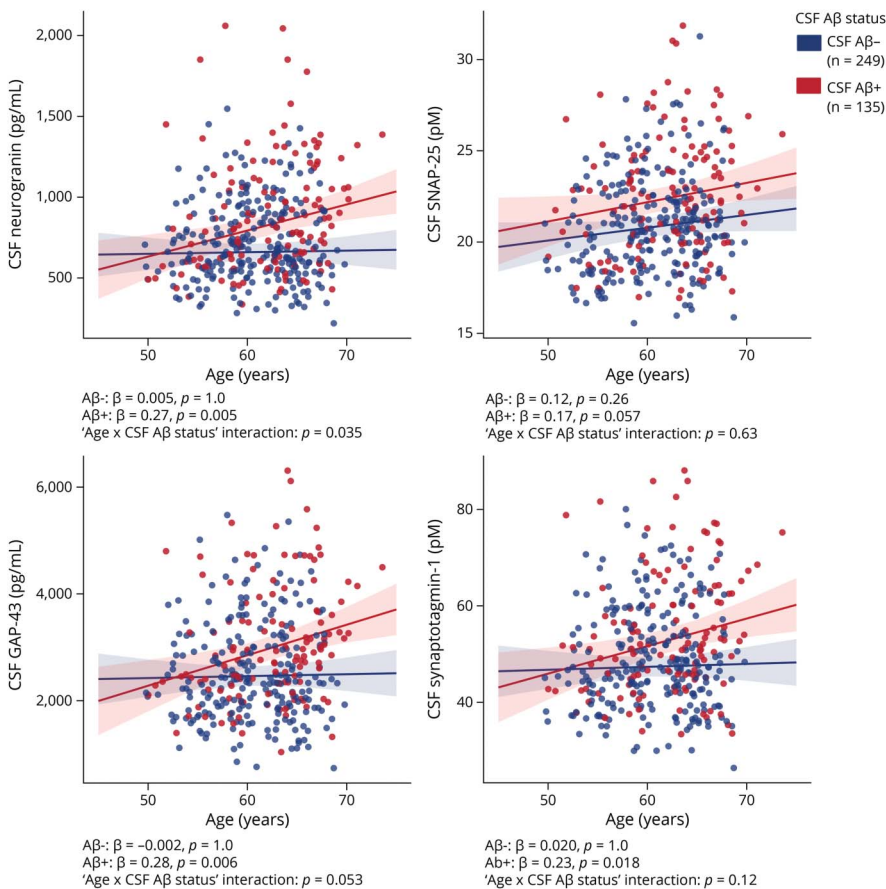 CSF Aβ status
CSF Aβ–
(n = 249)
CSF Aβ+
(n = 135)
CSF neurogranin (pg/mL)
2,000
1,500
1,000
500
50
60
70
Age (years)
Aβ-: β = 0.005, p = 1.0
Aβ+: β = 0.27, p = 0.005
‘Age x CSF Aβ status’ interaction: p = 0.035
CSF SNAP-25 (pM)
30
25
20
15
50
60
70
Age (years)
Aβ-: β = 0.12, p = 0.26
Aβ+: β = 0.17, p = 0.057
‘Age x CSF Aβ status’ interaction: p = 0.63
CSF GAP-43 (pg/mL)
6,000
4,000
2,000
50
60
70
Age (years)
Aβ-: β = –0.002, p = 1.0
Aβ+: β = 0.28, p = 0.006
‘Age x CSF Aβ status’ interaction: p = 0.053
CSF synaptotagmin-1 (pM)
80
60
40
50
60
70
Age (years)
Aβ-: β = 0.020, p = 1.0
Ab+: β = 0.23, p = 0.018
‘Age x CSF Aβ status’ interaction: p = 0.12